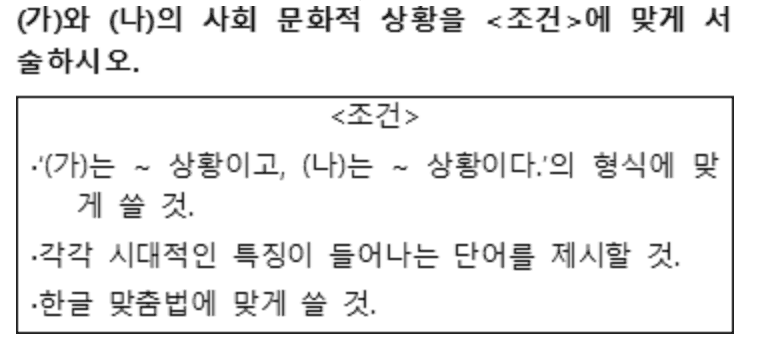 (가)와 (나)의 사회 문화적 상황을 <조건>에 맞게 서
술하시오.
<조건>
·'(가)는 ~ 상황이고, (나)는 ~ 상황이다.'의 형식에 맞
게 쓸 것.
·각각 시대적인 특징이 들어나는 단어를 제시할 것.
·한글 맞춤법에 맞게 쓸 것.